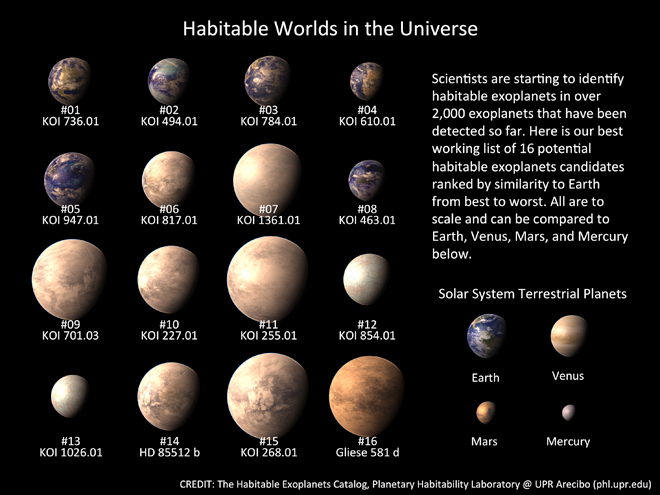 Habitable Worlds in the Universe
#01
KOI 736.01
#02
KOI 494.01
#03
KOI 784.01
#04
KOI 610.01
#05
KOI 947.01
#06
KOI 817.01
#07
KOI 1361.01
#08
KOI 463.01
#09
KOI 701.03
#10
KOI 227.01
#11
KOI 255.01
#12
KOI 854.01
#13
KOI 1026.01
#14
HD 85512 b
#15
KOI 268.01
#16
Gliese 581 d
Scientists are starting to identify
habitable exoplanets in over
2,000 exoplanets that have been
detected so far. Here is our best
working list of 16 potential
habitable exoplanets candidates
ranked by similarity to Earth
from best to worst. All are to
scale and can be compared to
Earth, Venus, Mars, and Mercury
below.
Solar System Terrestrial Planets
Earth
Venus
Mars
Mercury
CREDIT: The Habitable Exoplanets Catalog, Planetary Habitability Laboratory @ UPR Arecibo (phl.upr.edu)